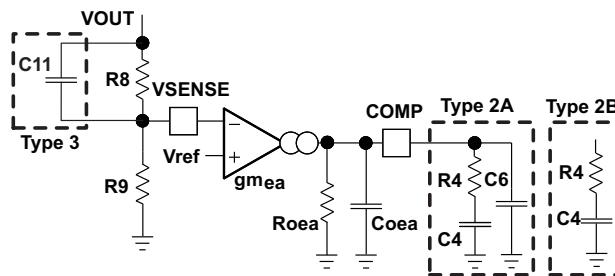 VOUT
C11
R8
VSENSE
Type 3
COMP
Type 2A
Type 2B
Vref
gmea
R9
R4
C6
R4
Roea
Coea
C4
C4